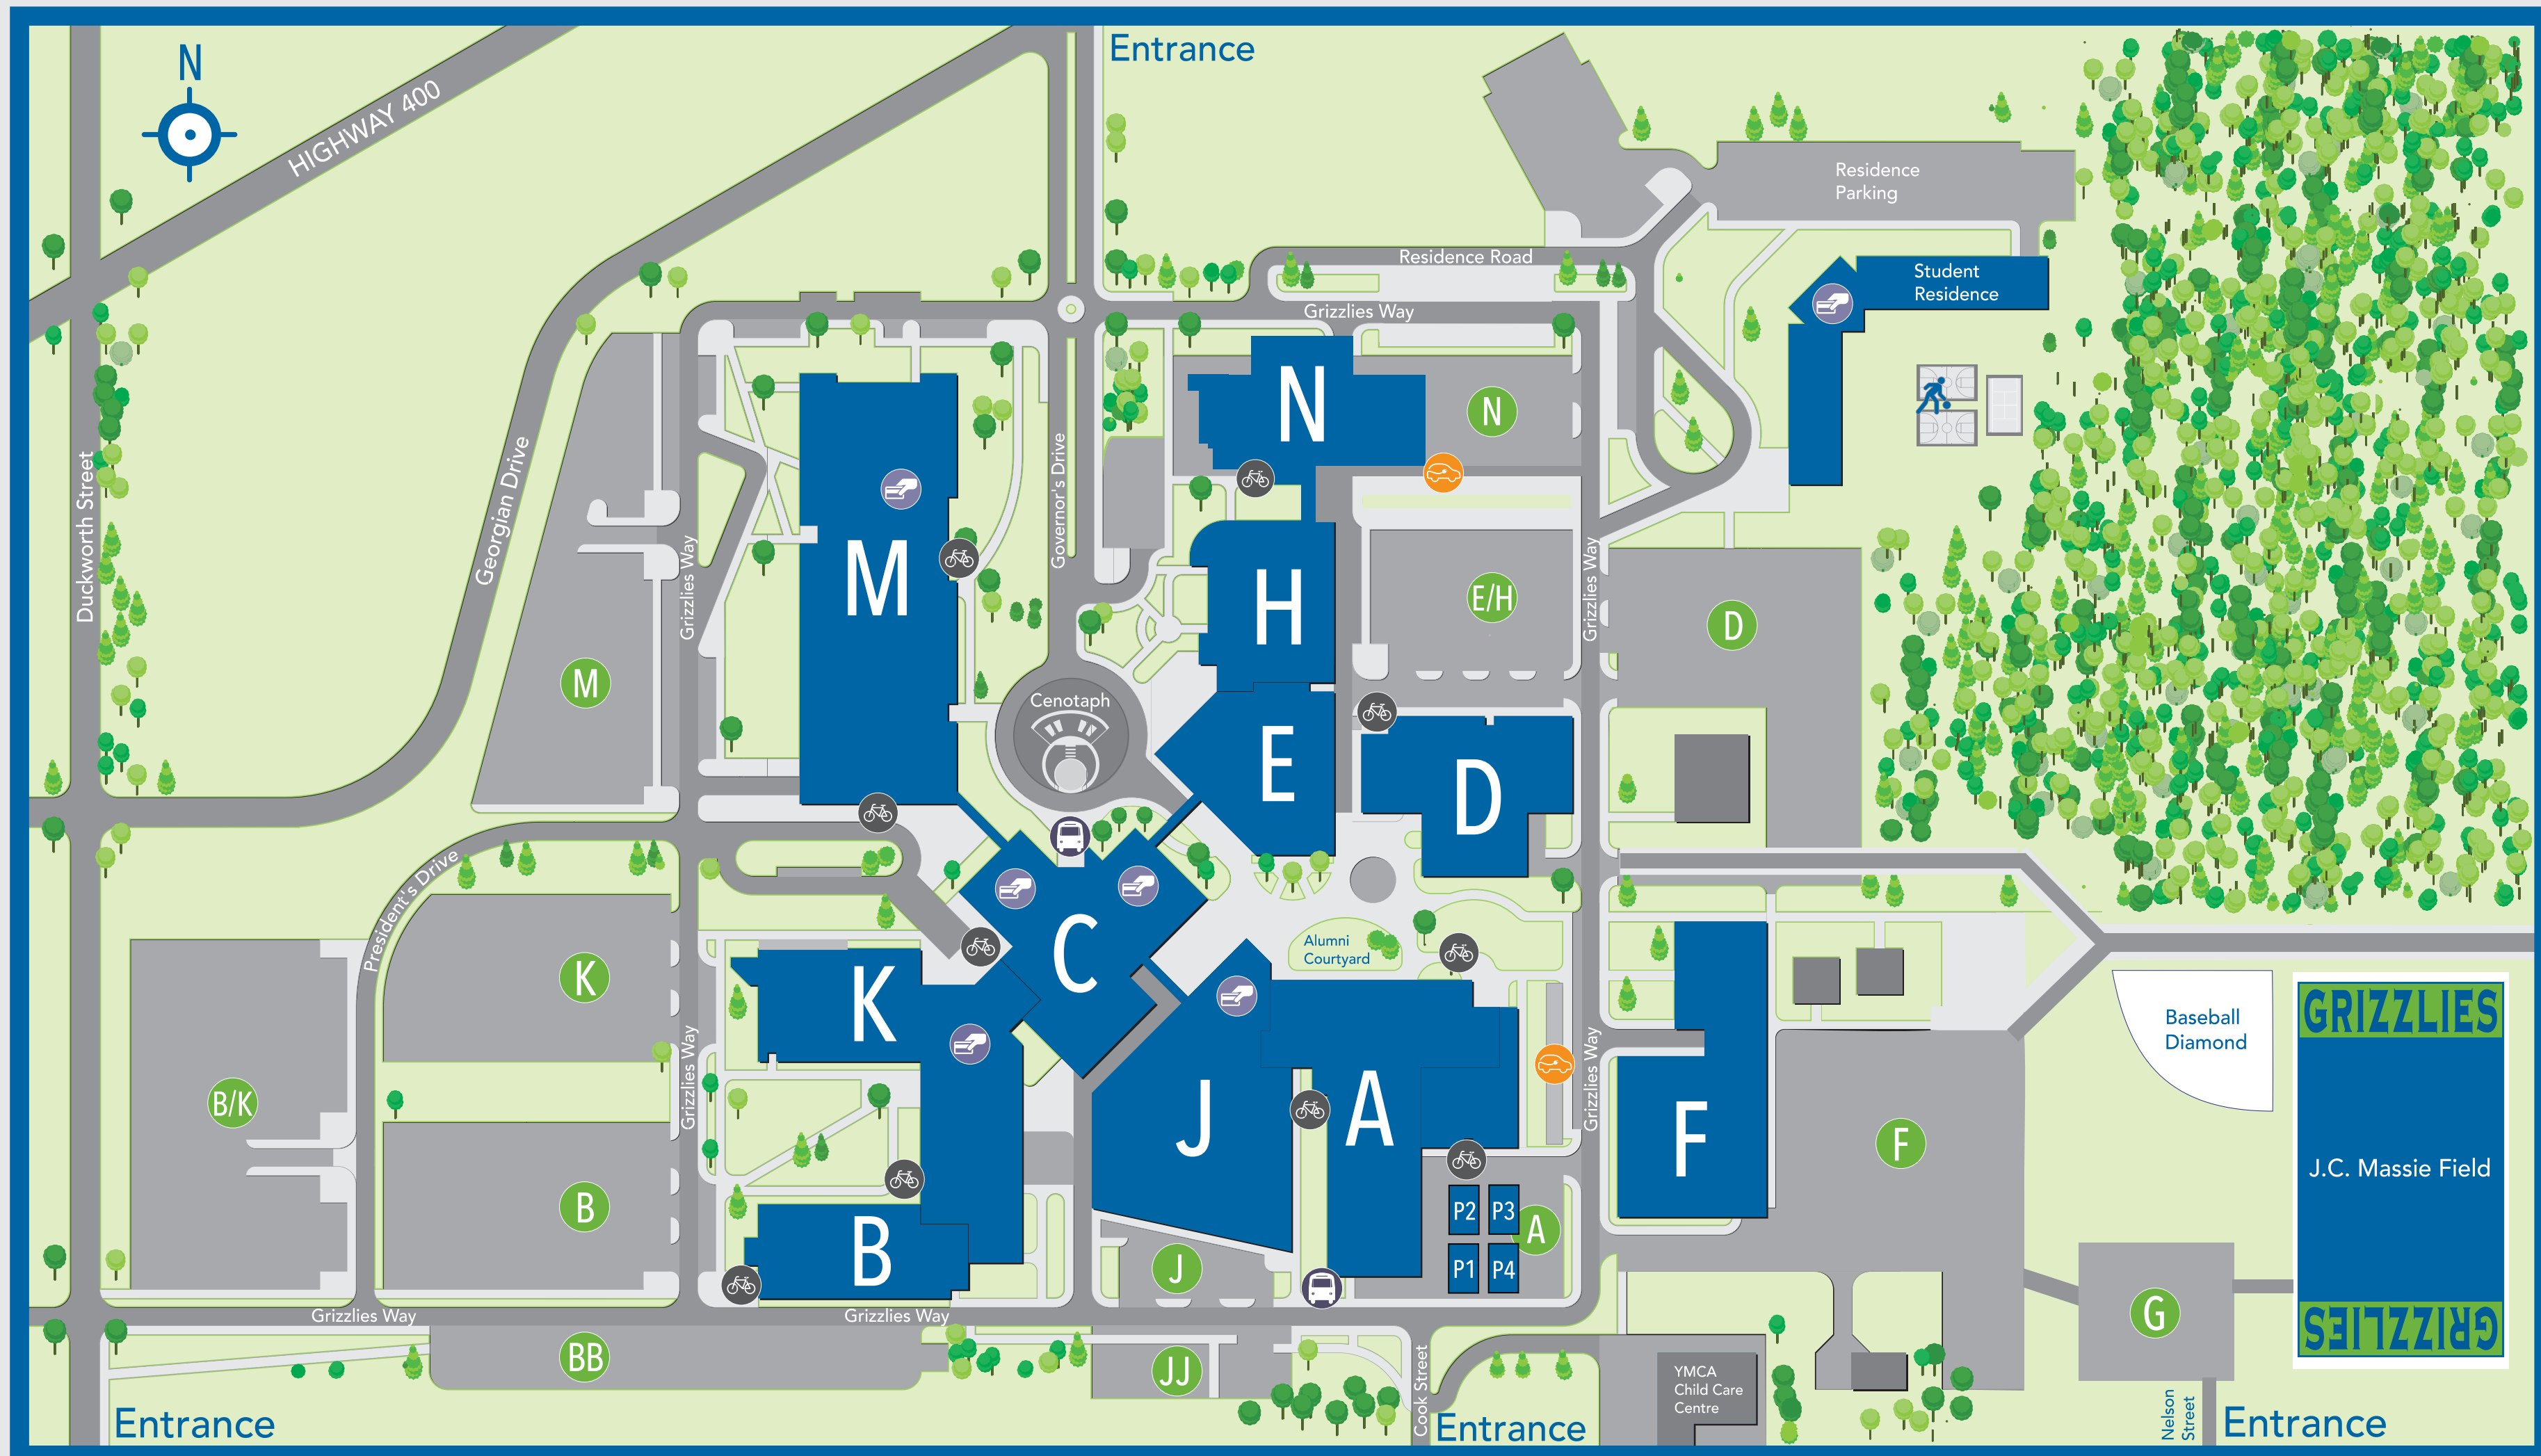 Entrance
N
HIGHWAY 400
Residence
Parking
Residence Road
Student
Residence
Grizzlies Way
N
N
Duckworth Street
Georgian Drive
Governor's Drive
M
H
E/H
Grizzlies Way
Grizzlies Way
D
M
Cenotaph
E
D
President's Drive
C
Alumni
Courtyard
K
K
GRIZZLIES
Baseball
Diamond
Grizzlies Way
Grizzlies Way
B/K
J
A
F
F
J.C. Massie Field
B
B
P2
P3
A
P1
P4
J
G
Grizzlies Way
Grizzlies Way
GRIZZLIES
BB
JJ
Cook Street
YMCA
Child Care
Centre
Nelson
Street
Entrance
Entrance
Entrance